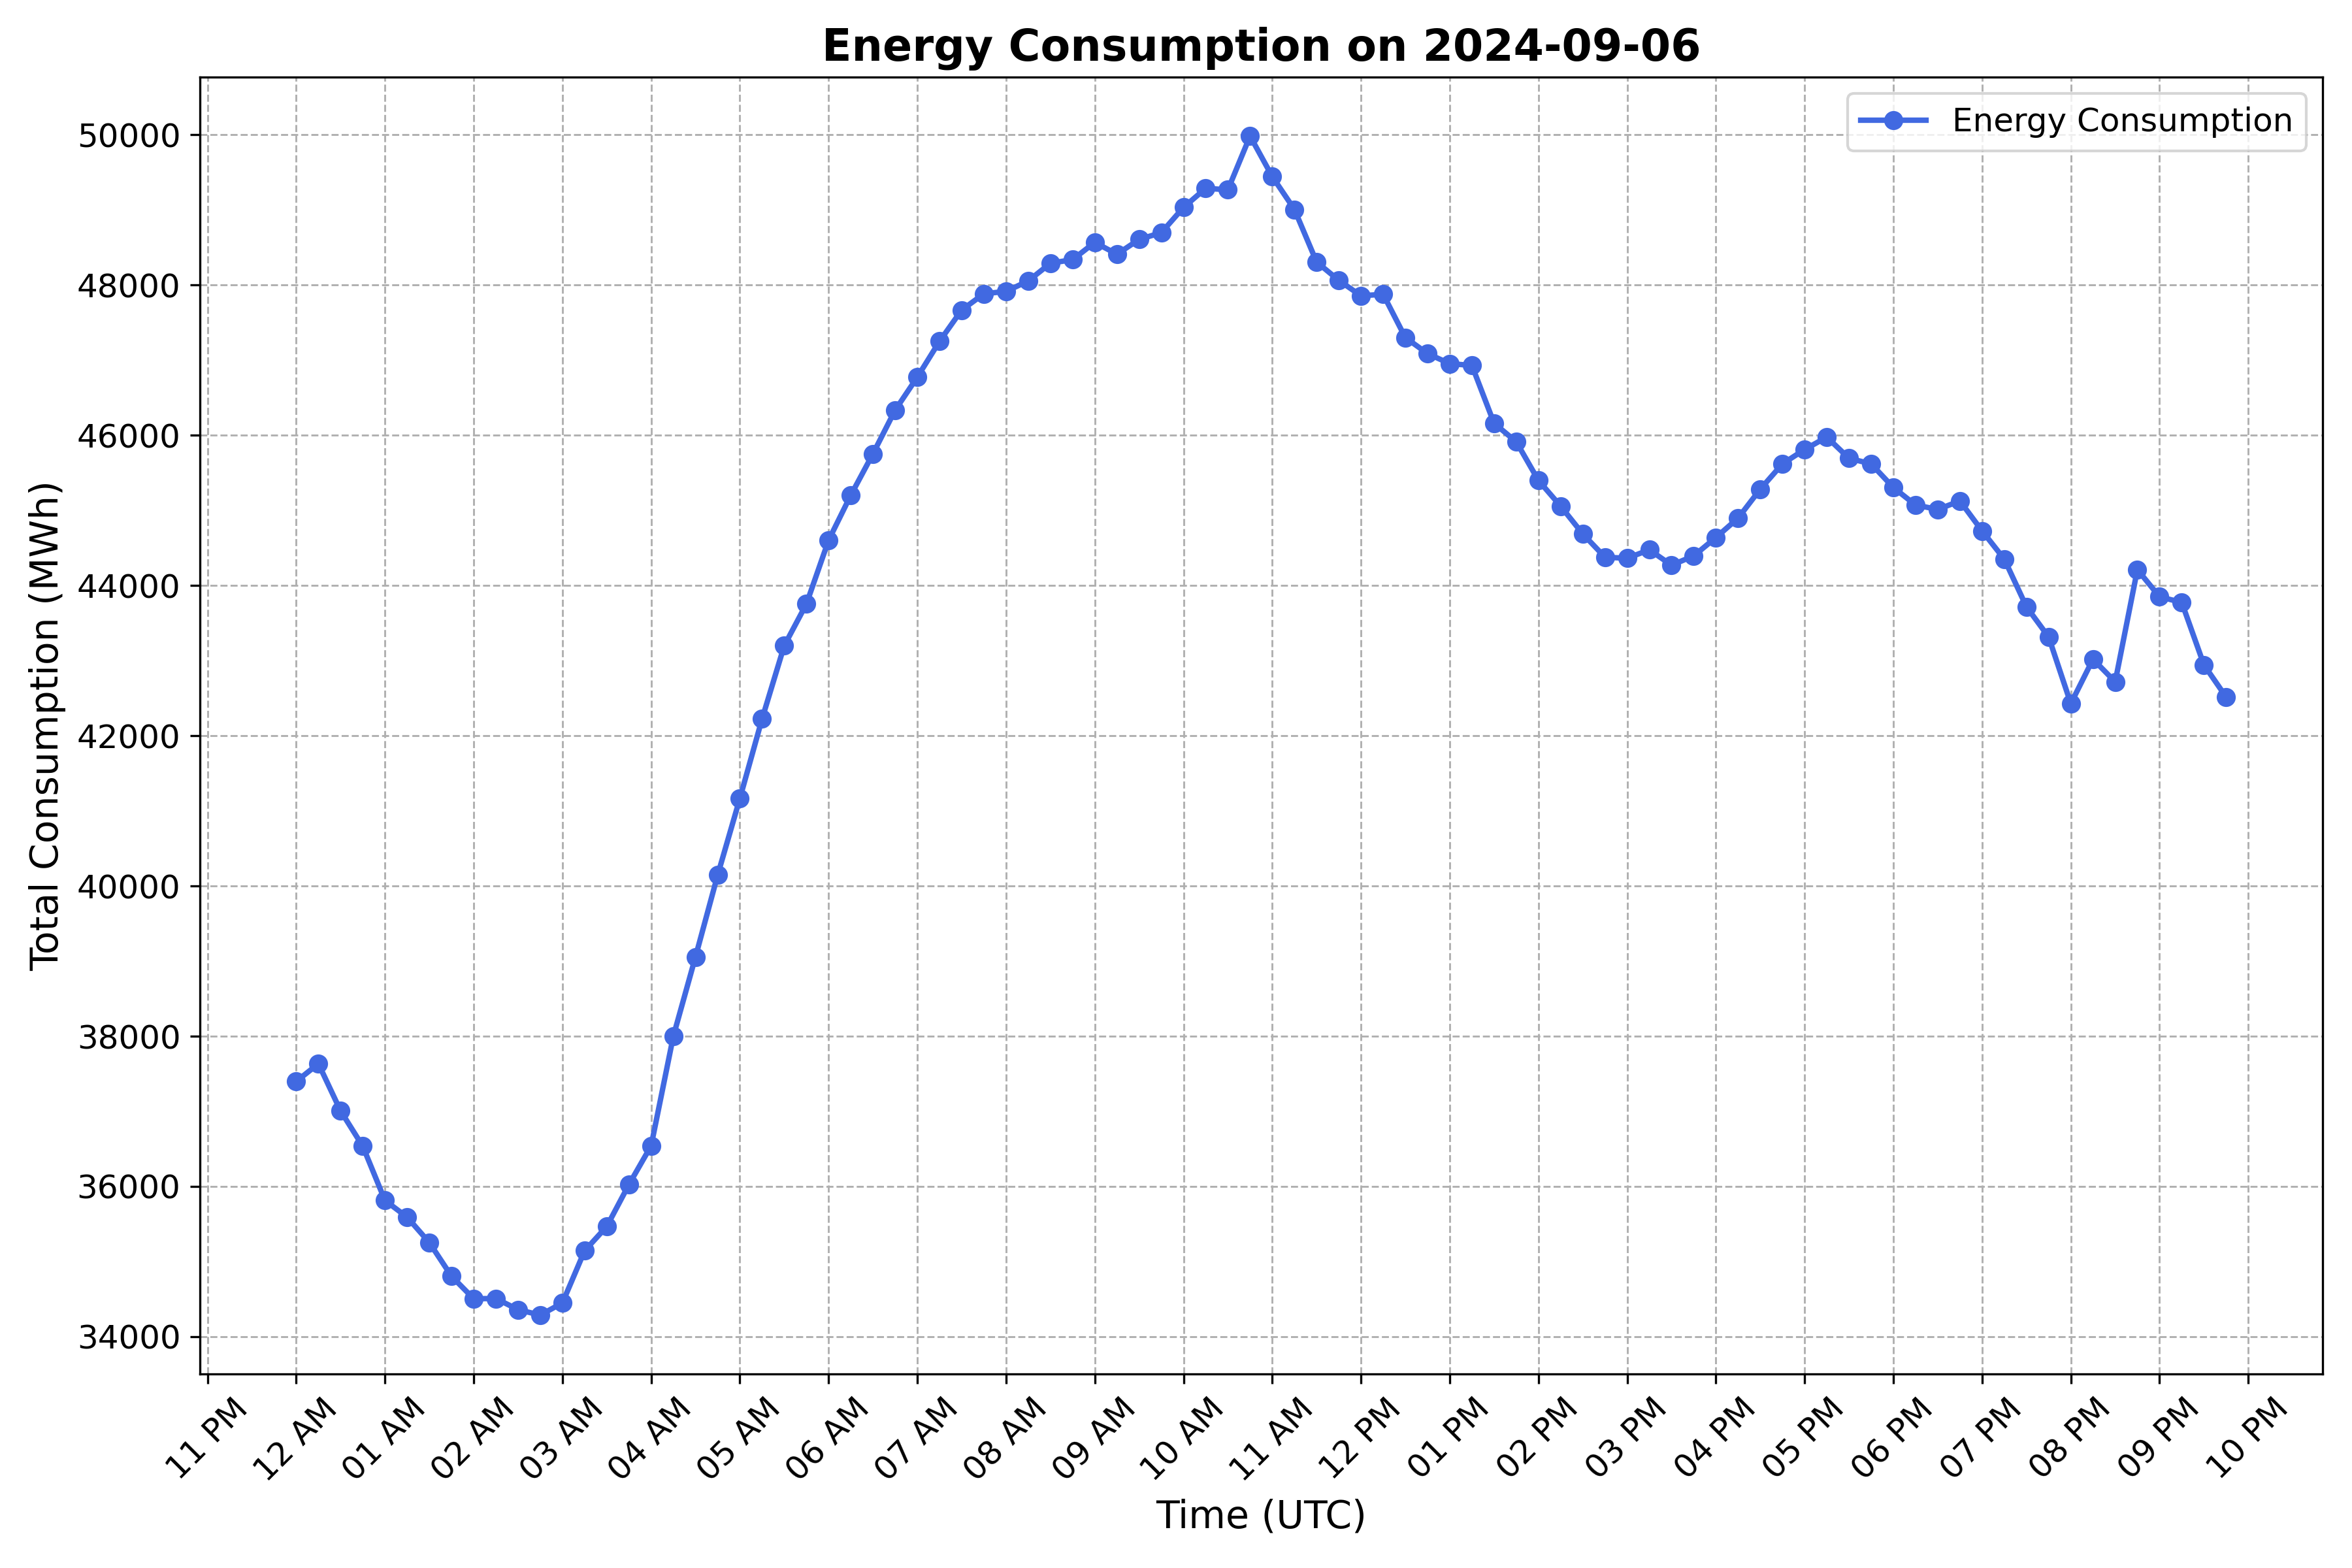 Energy Consumption on 2024-09-06
Energy Consumption
Total Consumption (MWh)
50000
48000
46000
44000
42000
40000
38000
36000
34000
11 PM
12 AM
01 AM
02 AM
03 AM
04 AM
05 AM
06 AM
07 AM
08 AM
09 AM
10 AM
11 AM
12 PM
01 PM
02 PM
03 PM
04 PM
05 PM
06 PM
07 PM
08 PM
09 PM
10 PM
Time (UTC)